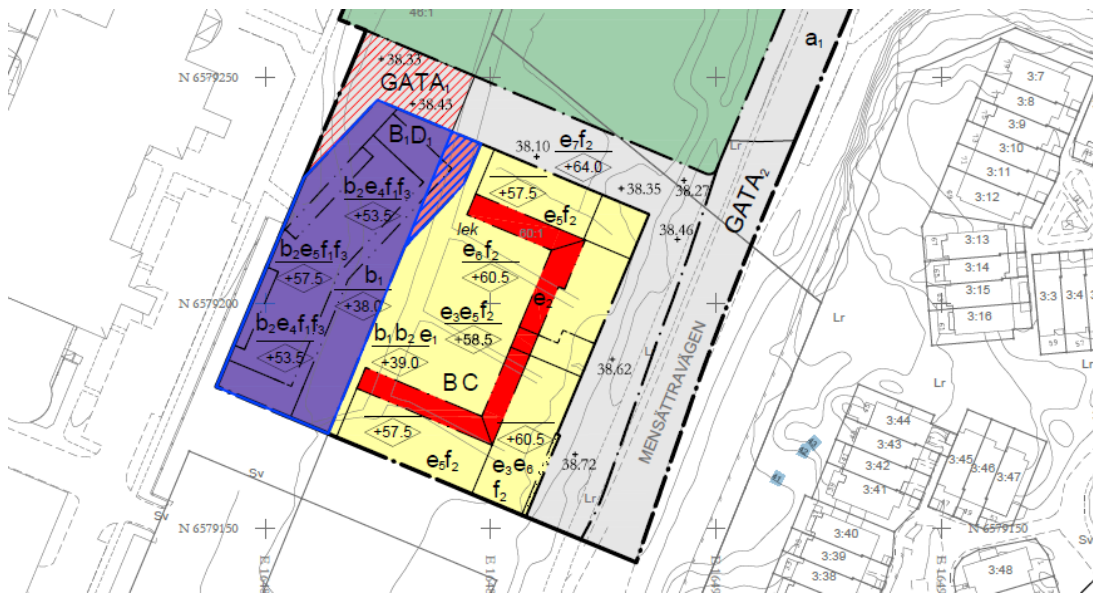 48:1
a1
+38.33
GATA1
+38.43
N 6579250
3:7
3:8
3:9
3:10
3:11
3:12
B1D1
38.10
e7f2
+64.0
Lr
+57.5
+38.35
38.27
GATA2
b2e4f1f3
+53.5
e5f2
lek
60:1
38.46
3:13
3:14
3:15
3:16
3:3
3:4
b2e5f1f3
+57.5
e6f2
+60.5
b1
+38.0
N 6579200
Lr
b2e4f1f3
+53.5
e3e5f2
+58.5
b1b2 e1
+39.0
38.62
Lr
Lr
B C
MENSÄTTRAVÄGEN
+57.5
+60.5
e5f2
e3e6
f2
38.72
Lr
3:44
3:43
3:42
3:41
3:45
3:46
3:47
Sv
Sv
N 6579150
N 6579150
3:40
3:39
3:38
3:48
Sv